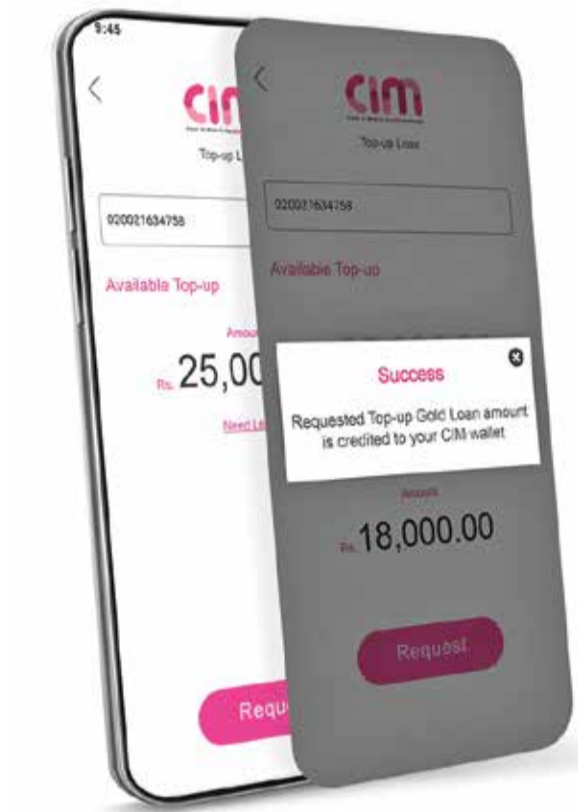 9:45
Top-up L
020021634758
Available Top-up
Amoun
Rs. 25,00
Need L
Requ
CIM
Top-up Loan
020021634758
Available Top-up
Success
Requested Top-up Gold Loan amount
is credited to your CIM wallet
Amount
Rs. 18,000.00
Request